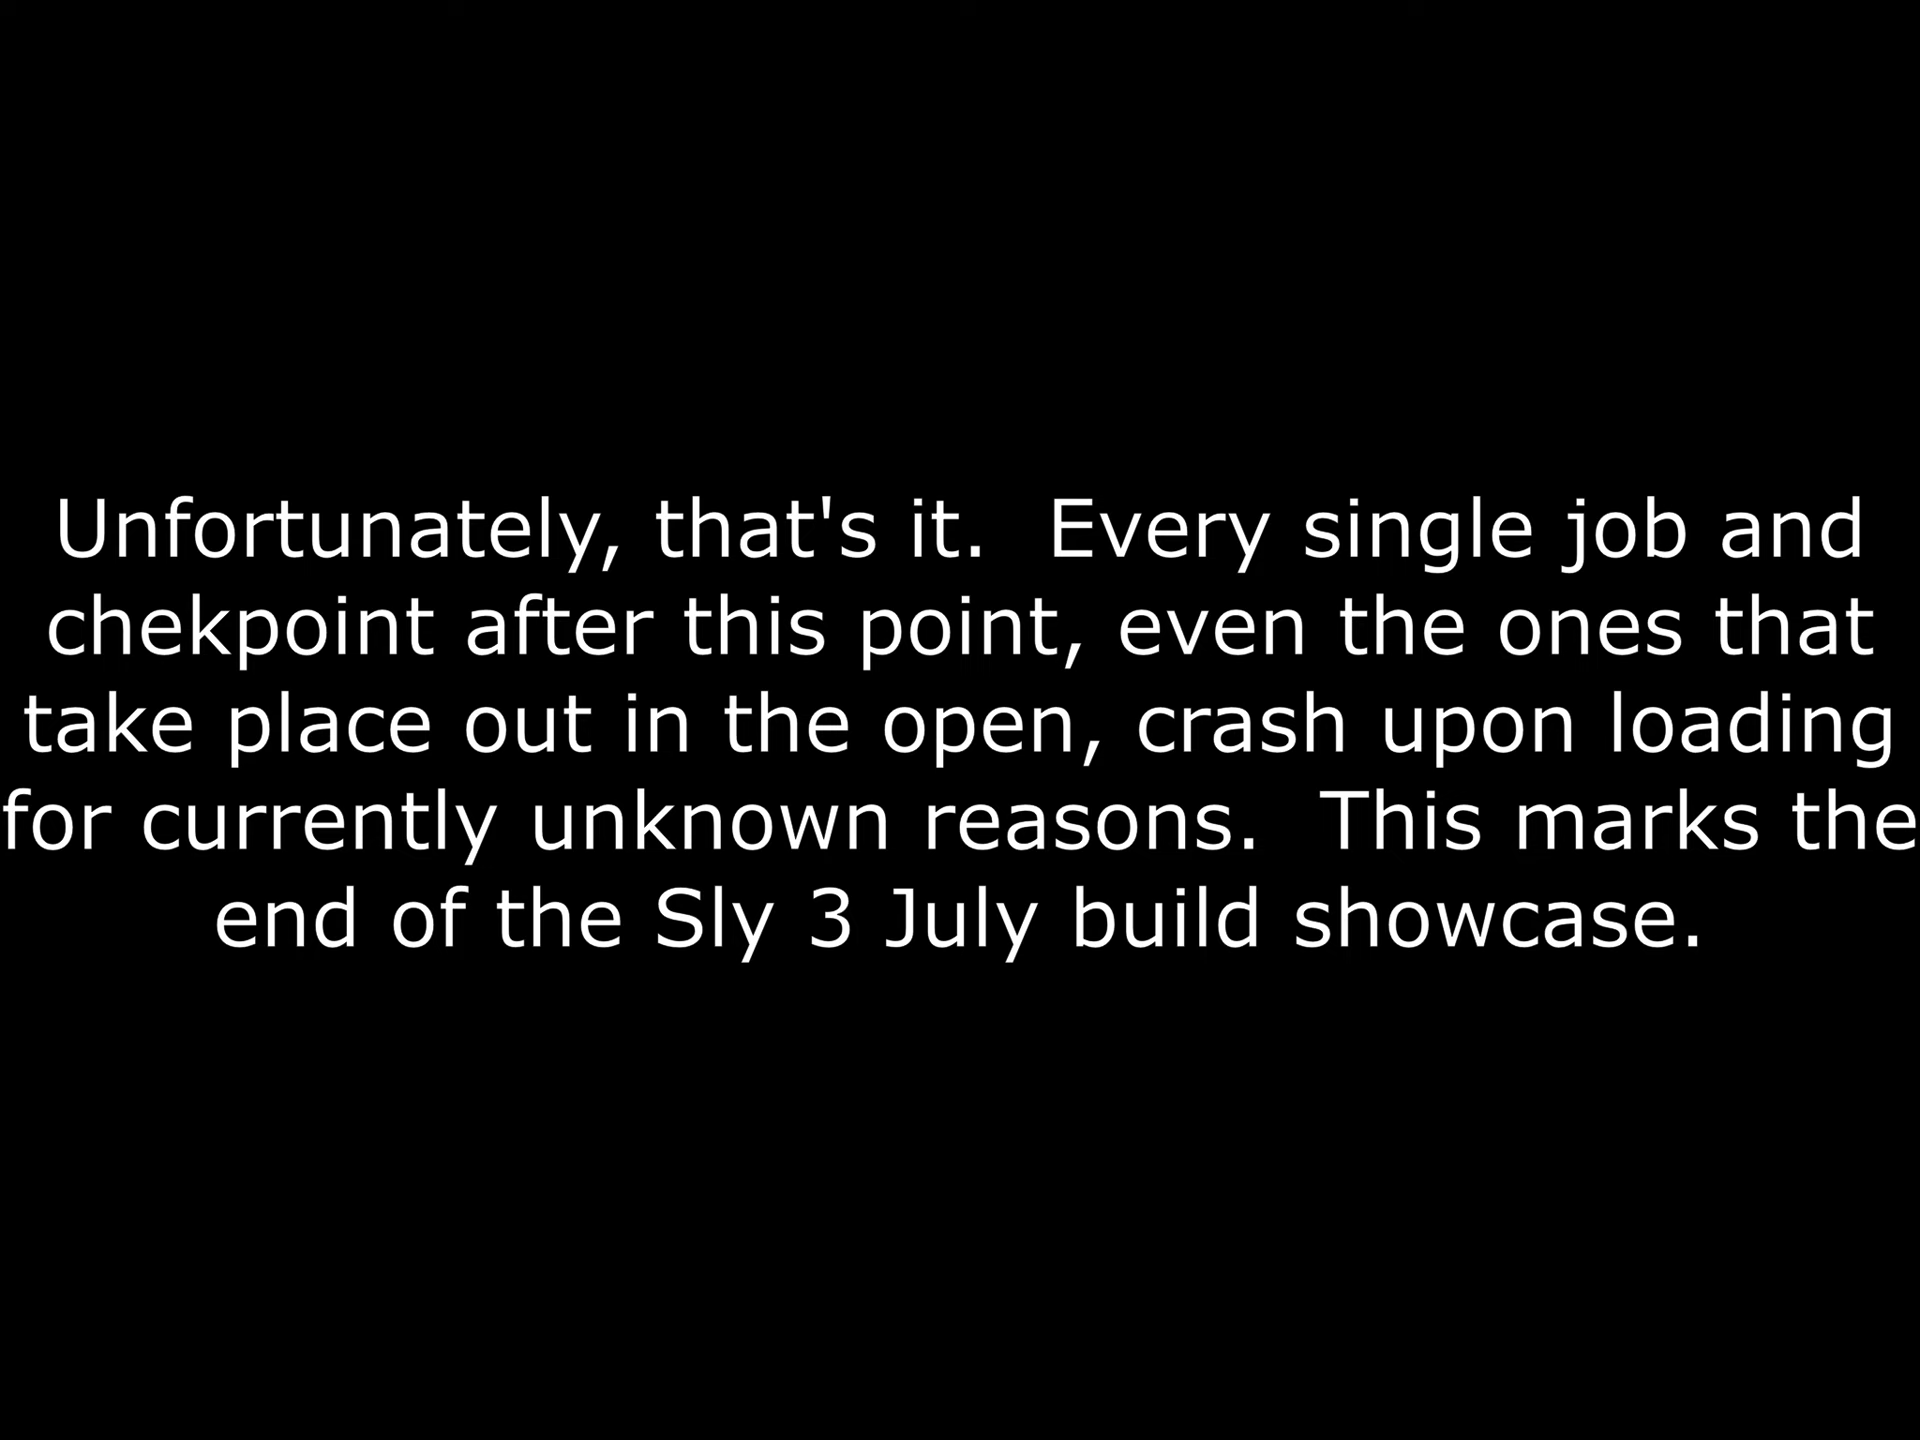 Unfortunately, that's it.  Every single job and
chekpoint after this point, even the ones that
take place out in the open, crash upon loading
for currently unknown reasons.  This marks the
end of the Sly 3 July build showcase.